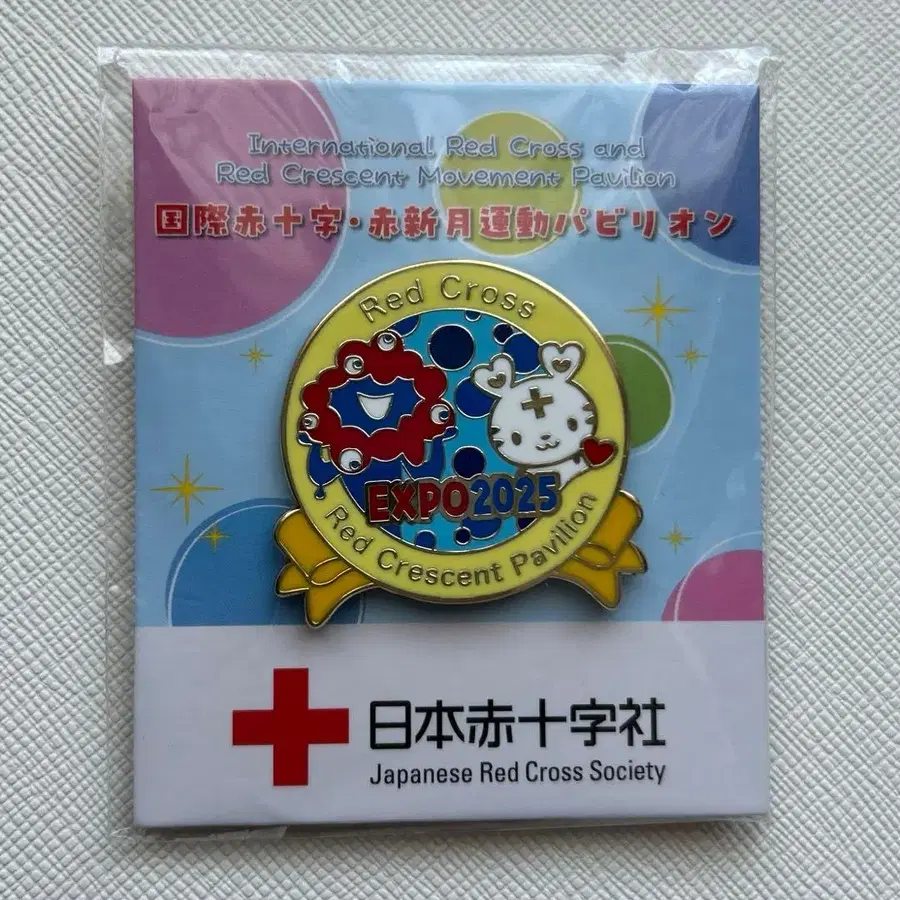 International Red Cross and
Red Crescent Movement Pavilion
国際赤十字・赤新月運動パビリオン
Red Cross
EXPO2025
Red Crescent Pavilion
日本赤十字社
Japanese Red Cross Society